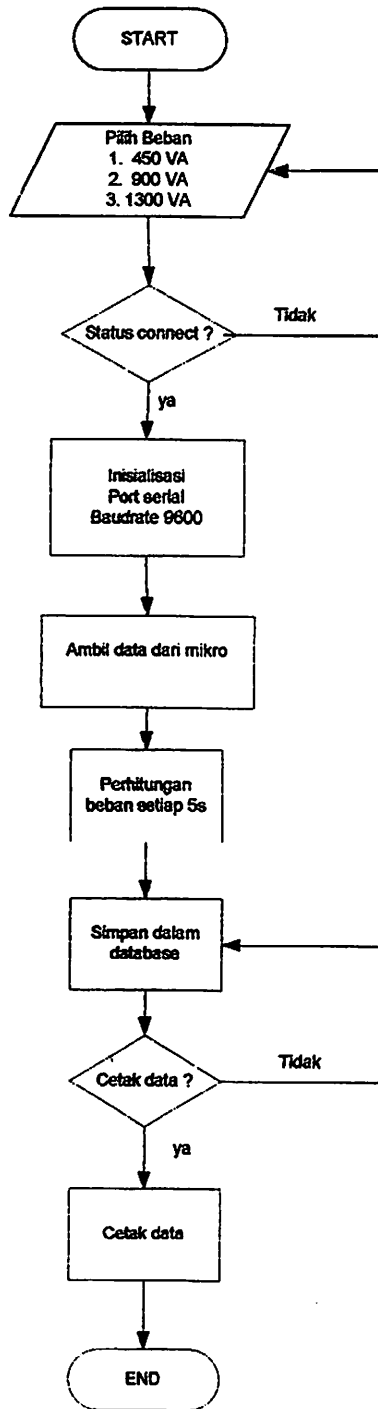 START
Pilih Beban
1. 450 VA
2. 900 VA
3. 1300 VA
Status connect ?
Tidak
ya
Inisialisasi
Port serial
Baudrate 9600
Ambil data dari mikro
Perhitungan
beban setiap 5s
Simpan dalam
database
Cetak data ?
Tidak
ya
Cetak data
END